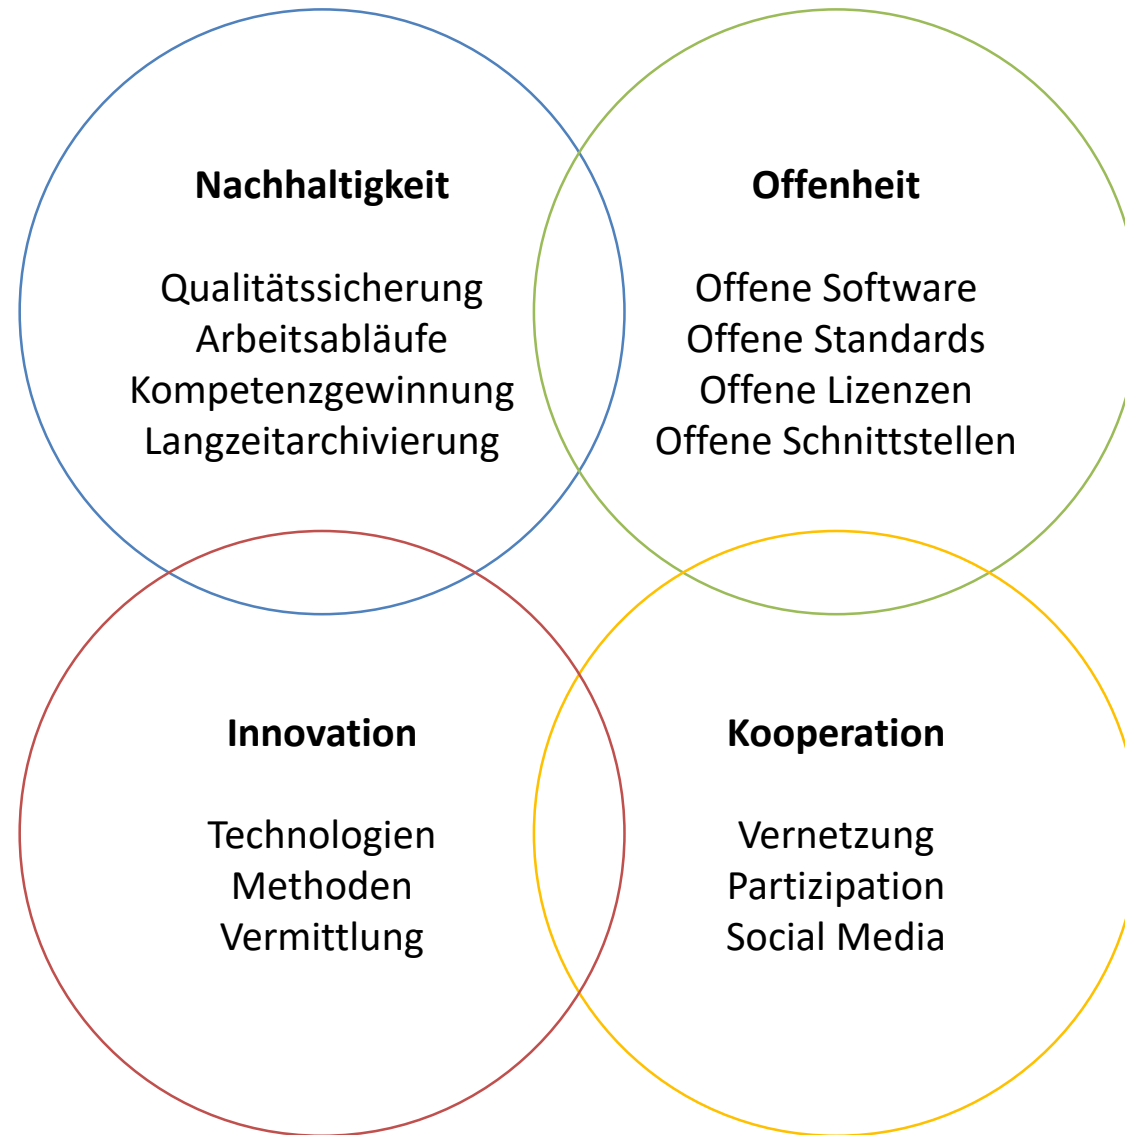 Nachhaltigkeit
Qualitätssicherung
Arbeitsabläufe
Kompetenzgewinnung
Langzeitarchivierung
Offenheit
Offene Software
Offene Standards
Offene Lizenzen
Offene Schnittstellen
Innovation
Technologien
Methoden
Vermittlung
Kooperation
Vernetzung
Partizipation
Social Media